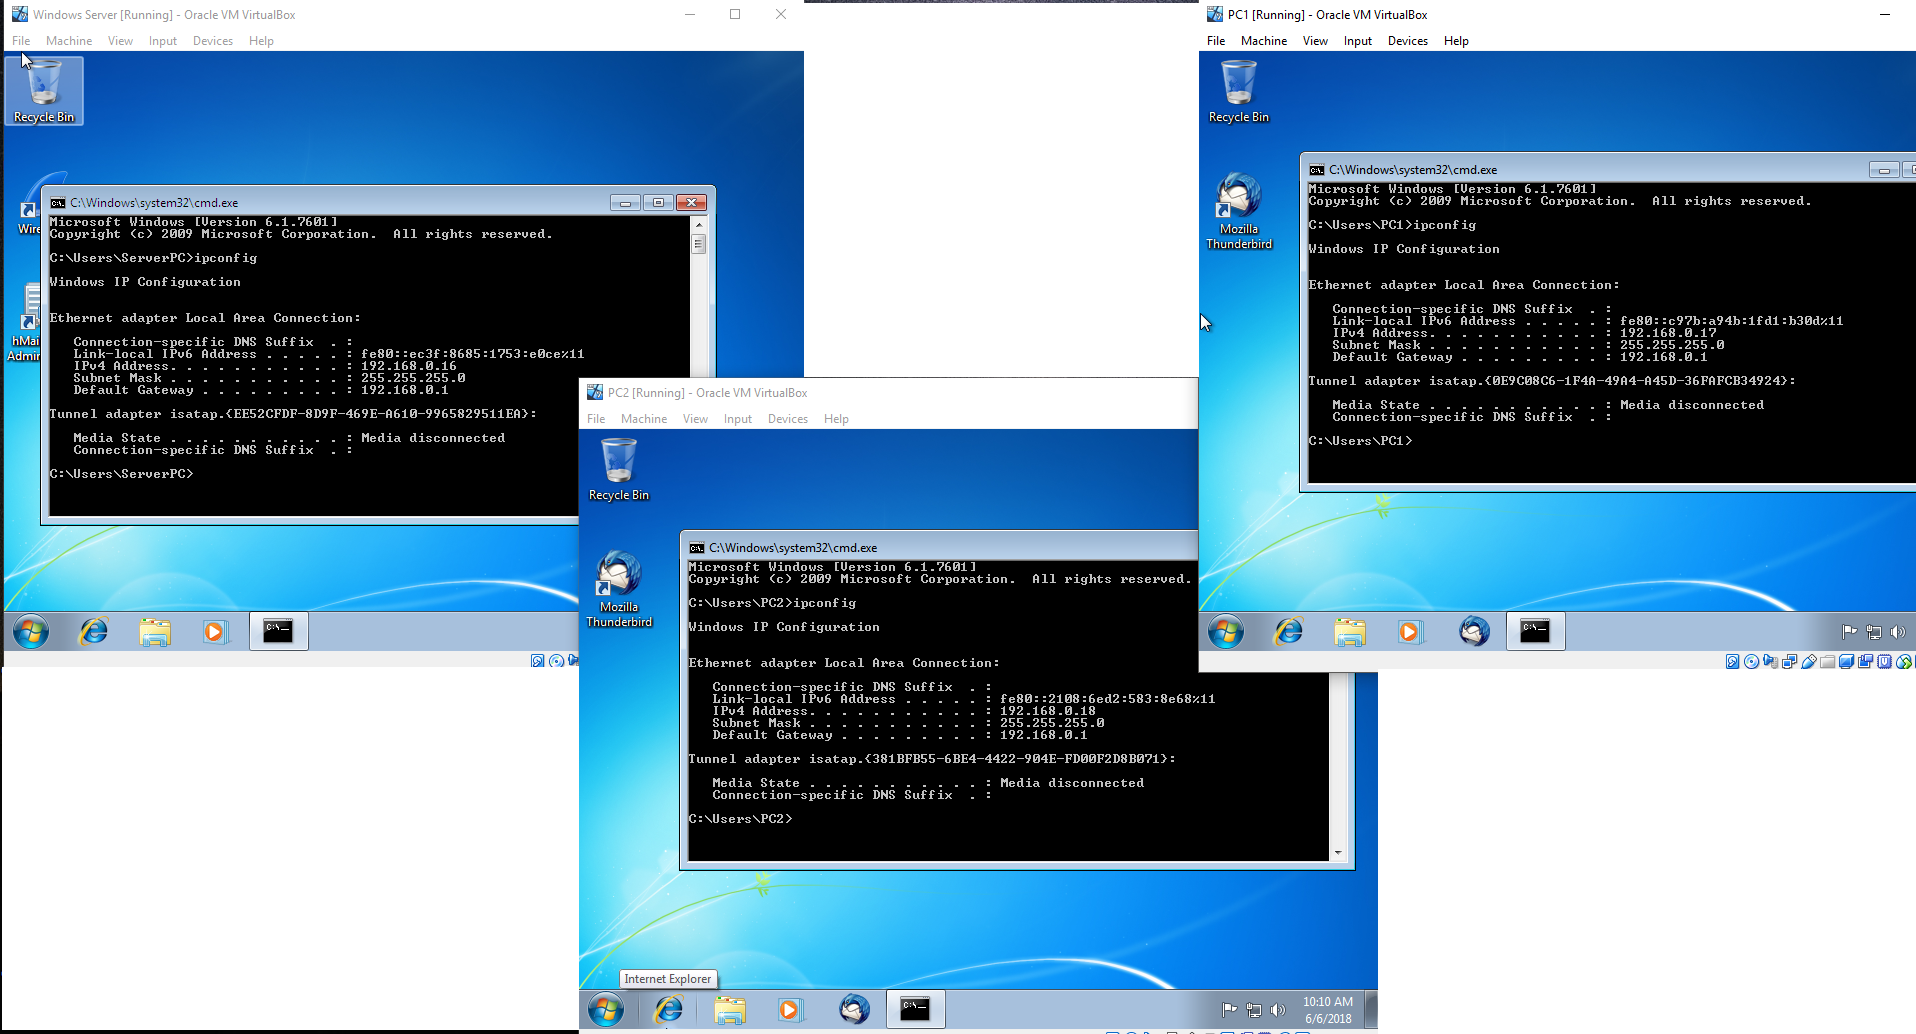 Windows Server [Running] - Oracle VM VirtualBox
File Machine View Input Devices Help
Recycle Bin
C:\Windows\system32\cmd.exe
Microsoft Windows [Version 6.1.7601]
Copyright (c) 2009 Microsoft Corporation.  All rights reserved.
C:\Users\ServerPC>ipconfig
Windows IP Configuration
Ethernet adapter Local Area Connection:
Connection-specific DNS Suffix  . :
Link-local IPv6 Address . . . . . : fe80::ec3f:8685:1753:e0ce%11
IPv4 Address. . . . . . . . . . . : 192.168.0.16
Subnet Mask . . . . . . . . . . . : 255.255.255.0
Default Gateway . . . . . . . . . : 192.168.0.1
Tunnel adapter isatap.{EE52CFDF-8D9F-469E-A610-9965829511EA}:
Media State . . . . . . . . . . . : Media disconnected
Connection-specific DNS Suffix  . :
C:\Users\ServerPC>
PC2 [Running] - Oracle VM VirtualBox
File Machine View Input Devices Help
Recycle Bin
Mozilla
Thunderbird
C:\Windows\system32\cmd.exe
Microsoft Windows [Version 6.1.7601]
Copyright (c) 2009 Microsoft Corporation.  All rights reserved.
C:\Users\PC2>ipconfig
Windows IP Configuration
Ethernet adapter Local Area Connection:
Connection-specific DNS Suffix  . :
Link-local IPv6 Address . . . . . : fe80::2108:6ed2:583:8e68%11
IPv4 Address. . . . . . . . . . . : 192.168.0.18
Subnet Mask . . . . . . . . . . . : 255.255.255.0
Default Gateway . . . . . . . . . : 192.168.0.1
Tunnel adapter isatap.{381BFB55-6BE4-4422-904E-FD00F2D8B071}:
Media State . . . . . . . . . . . : Media disconnected
Connection-specific DNS Suffix  . :
C:\Users\PC2>
Internet Explorer
10:10 AM
6/6/2018
PC1 [Running] - Oracle VM VirtualBox
File Machine View Input Devices Help
Recycle Bin
Mozilla
Thunderbird
C:\Windows\system32\cmd.exe
Microsoft Windows [Version 6.1.7601]
Copyright (c) 2009 Microsoft Corporation.  All rights reserved.
C:\Users\PC1>ipconfig
Windows IP Configuration
Ethernet adapter Local Area Connection:
Connection-specific DNS Suffix  . :
Link-local IPv6 Address . . . . . : fe80::c97b:a94b:1fd1:b30d%11
IPv4 Address. . . . . . . . . . . : 192.168.0.17
Subnet Mask . . . . . . . . . . . : 255.255.255.0
Default Gateway . . . . . . . . . : 192.168.0.1
Tunnel adapter isatap.{0E9C08C6-1F4A-49A4-A45D-36FAFCB34924}:
Media State . . . . . . . . . . . : Media disconnected
Connection-specific DNS Suffix  . :
C:\Users\PC1>